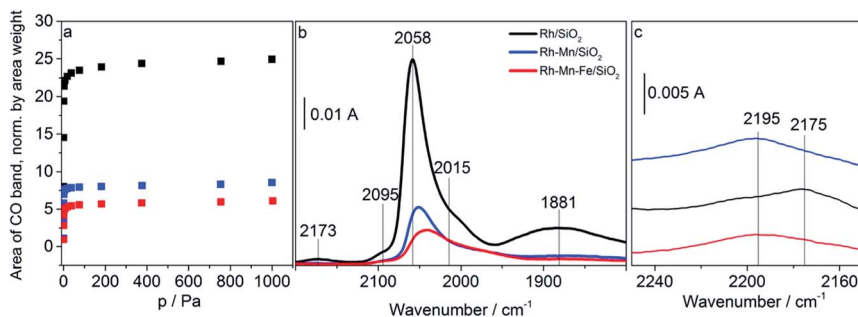 a
Area of CO band, norm. by area weight
30
25
20
15
10
5
0
0 200 400 600 800 1000
p / Pa
b
2058
Rh/SiO₂
Rh-Mn/SiO₂
Rh-Mn-Fe/SiO₂
0.01 A
2173
2095
2015
1881
2100 2000 1900
Wavenumber / cm⁻¹
c
0.005 A
2195 2175
2240 2200 2160
Wavenumber / cm⁻¹